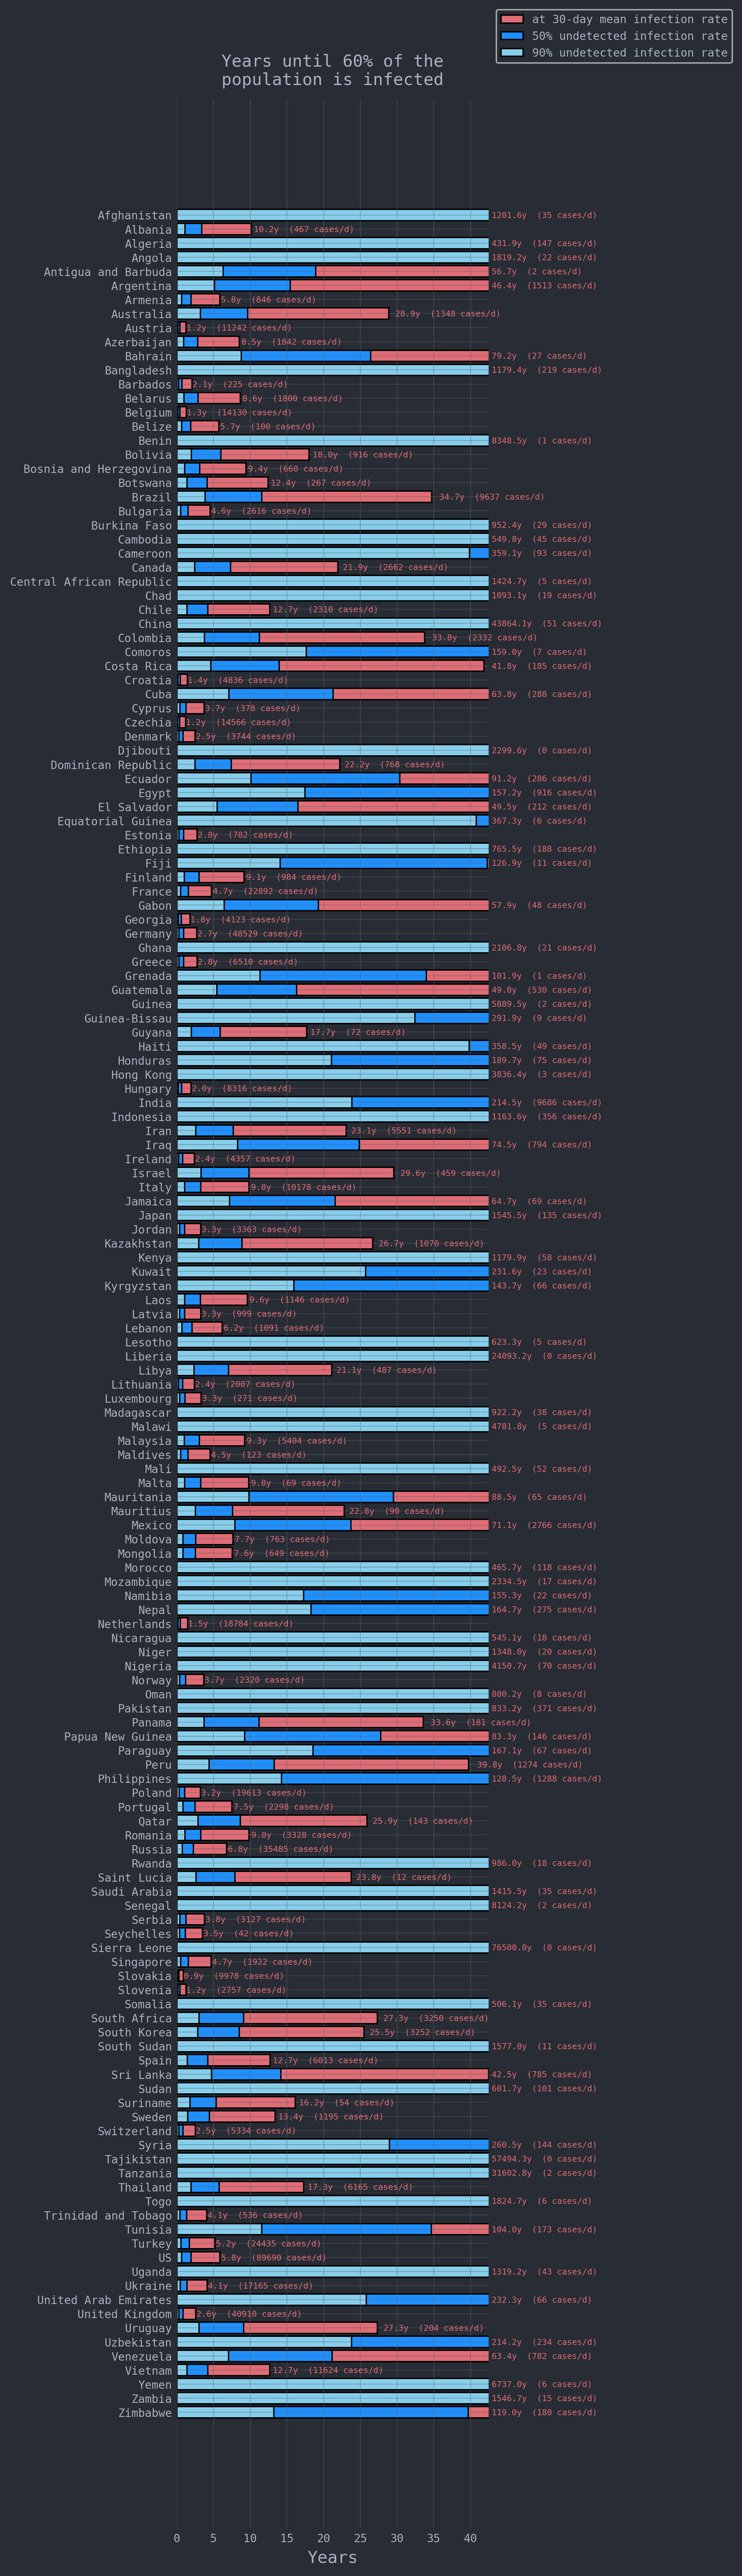 at 30-day mean infection rate
50% undetected infection rate
90% undetected infection rate
Years until 60% of the
population is infected
Afghanistan 1201.6y (35 cases/d)
Albania 10.2y (467 cases/d)
Algeria 431.9y (147 cases/d)
Angola 1819.2y (22 cases/d)
Antigua and Barbuda 56.7y (2 cases/d)
Argentina 46.4y (1513 cases/d)
Armenia 5.8y (846 cases/d)
Australia 28.9y (1348 cases/d)
Austria 1.2y (11242 cases/d)
Azerbaijan 8.5y (1842 cases/d)
Bahrain 79.2y (27 cases/d)
Bangladesh 1179.4y (219 cases/d)
Barbados 2.1y (225 cases/d)
Belarus 8.6y (1800 cases/d)
Belgium 1.3y (14130 cases/d)
Belize 5.7y (100 cases/d)
Benin 8348.5y (1 cases/d)
Bolivia 18.0y (916 cases/d)
Bosnia and Herzegovina 9.4y (660 cases/d)
Botswana 12.4y (267 cases/d)
Brazil 34.7y (9637 cases/d)
Bulgaria 4.6y (2616 cases/d)
Burkina Faso 952.4y (29 cases/d)
Cambodia 549.8y (45 cases/d)
Cameroon 359.1y (93 cases/d)
Canada 21.9y (2662 cases/d)
Central African Republic 1424.7y (5 cases/d)
Chad 1093.1y (19 cases/d)
Chile 12.7y (2310 cases/d)
China 43864.1y (51 cases/d)
Colombia 33.8y (2332 cases/d)
Comoros 159.0y (7 cases/d)
Costa Rica 41.8y (185 cases/d)
Croatia 1.4y (4836 cases/d)
Cuba 63.8y (288 cases/d)
Cyprus 3.7y (378 cases/d)
Czechia 1.2y (14566 cases/d)
Denmark 2.5y (3744 cases/d)
Djibouti 2299.6y (0 cases/d)
Dominican Republic 22.2y (768 cases/d)
Ecuador 91.2y (286 cases/d)
Egypt 157.2y (916 cases/d)
El Salvador 49.5y (212 cases/d)
Equatorial Guinea 367.3y (6 cases/d)
Estonia 2.8y (782 cases/d)
Ethiopia 765.5y (188 cases/d)
Fiji 126.9y (11 cases/d)
Finland 9.1y (984 cases/d)
France 4.7y (22892 cases/d)
Gabon 57.9y (48 cases/d)
Georgia 1.8y (4123 cases/d)
Germany 2.7y (48529 cases/d)
Ghana 2106.8y (21 cases/d)
Greece 2.8y (6510 cases/d)
Grenada 101.9y (1 cases/d)
Guatemala 49.0y (530 cases/d)
Guinea 5889.5y (2 cases/d)
Guinea-Bissau 291.9y (9 cases/d)
Guyana 17.7y (72 cases/d)
Haiti 358.5y (49 cases/d)
Honduras 189.7y (75 cases/d)
Hong Kong 3836.4y (3 cases/d)
Hungary 2.0y (8316 cases/d)
India 214.5y (9686 cases/d)
Indonesia 1163.6y (356 cases/d)
Iran 23.1y (5551 cases/d)
Iraq 74.5y (794 cases/d)
Ireland 2.4y (4357 cases/d)
Israel 29.6y (459 cases/d)
Italy 9.8y (10178 cases/d)
Jamaica 64.7y (69 cases/d)
Japan 1545.5y (135 cases/d)
Jordan 3.3y (3363 cases/d)
Kazakhstan 26.7y (1070 cases/d)
Kenya 1179.9y (58 cases/d)
Kuwait 231.6y (23 cases/d)
Kyrgyzstan 143.7y (66 cases/d)
Laos 9.6y (1146 cases/d)
Latvia 3.3y (999 cases/d)
Lebanon 6.2y (1091 cases/d)
Lesotho 623.3y (5 cases/d)
Liberia 24093.2y (0 cases/d)
Libya 21.1y (487 cases/d)
Lithuania 2.4y (2007 cases/d)
Luxembourg 3.3y (271 cases/d)
Madagascar 922.2y (38 cases/d)
Malawi 4781.8y (5 cases/d)
Malaysia 9.3y (5404 cases/d)
Maldives 4.5y (123 cases/d)
Mali 492.5y (52 cases/d)
Malta 9.8y (69 cases/d)
Mauritania 88.5y (65 cases/d)
Mauritius 22.8y (90 cases/d)
Mexico 71.1y (2766 cases/d)
Moldova 7.7y (763 cases/d)
Mongolia 7.6y (649 cases/d)
Morocco 465.7y (118 cases/d)
Mozambique 2334.5y (17 cases/d)
Namibia 155.3y (22 cases/d)
Nepal 164.7y (275 cases/d)
Netherlands 1.5y (18784 cases/d)
Nicaragua 545.1y (18 cases/d)
Niger 1348.0y (20 cases/d)
Nigeria 4150.7y (70 cases/d)
Norway 3.7y (2320 cases/d)
Oman 800.2y (8 cases/d)
Pakistan 833.2y (371 cases/d)
Panama 33.6y (181 cases/d)
Papua New Guinea 83.3y (146 cases/d)
Paraguay 167.1y (67 cases/d)
Peru 39.8y (1274 cases/d)
Philippines 128.5y (1288 cases/d)
Poland 3.2y (19613 cases/d)
Portugal 7.5y (2298 cases/d)
Qatar 25.9y (143 cases/d)
Romania 9.8y (3328 cases/d)
Russia 6.8y (35485 cases/d)
Rwanda 986.0y (18 cases/d)
Saint Lucia 23.8y (12 cases/d)
Saudi Arabia 1415.5y (35 cases/d)
Senegal 8124.2y (2 cases/d)
Serbia 3.8y (3127 cases/d)
Seychelles 3.5y (42 cases/d)
Sierra Leone 76500.0y (0 cases/d)
Singapore 4.7y (1922 cases/d)
Slovakia 0.9y (9978 cases/d)
Slovenia 1.2y (2757 cases/d)
Somalia 506.1y (35 cases/d)
South Africa 27.3y (3250 cases/d)
South Korea 25.5y (3252 cases/d)
South Sudan 1577.0y (11 cases/d)
Spain 12.7y (6013 cases/d)
Sri Lanka 42.5y (785 cases/d)
Sudan 601.7y (101 cases/d)
Suriname 16.2y (54 cases/d)
Sweden 13.4y (1195 cases/d)
Switzerland 2.5y (5334 cases/d)
Syria 260.5y (144 cases/d)
Tajikistan 57494.3y (0 cases/d)
Tanzania 31602.8y (2 cases/d)
Thailand 17.3y (6165 cases/d)
Togo 1824.7y (6 cases/d)
Trinidad and Tobago 4.1y (536 cases/d)
Tunisia 104.0y (173 cases/d)
Turkey 5.2y (24435 cases/d)
US 5.8y (89690 cases/d)
Uganda 1319.2y (43 cases/d)
Ukraine 4.1y (17165 cases/d)
United Arab Emirates 232.3y (66 cases/d)
United Kingdom 2.6y (40910 cases/d)
Uruguay 27.3y (204 cases/d)
Uzbekistan 214.2y (234 cases/d)
Venezuela 63.4y (782 cases/d)
Vietnam 12.7y (11624 cases/d)
Yemen 6737.0y (6 cases/d)
Zambia 1546.7y (15 cases/d)
Zimbabwe 119.0y (180 cases/d)
0 5 10 15 20 25 30 35 40
Years